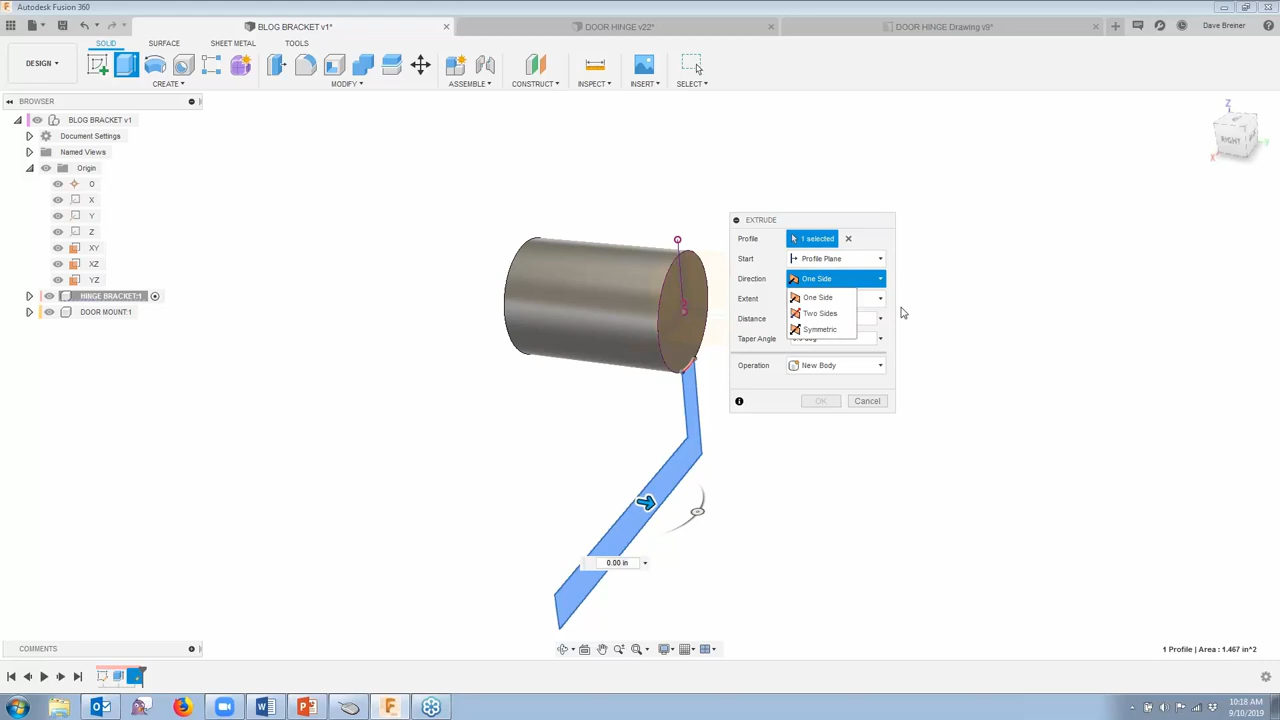 Autodesk Fusion 360
BLOG BRACKET v1*
DOOR HINGE v22*
DOOR HINGE Drawing v9*
Dave Breiner
SOLID
SURFACE
SHEET METAL
TOOLS
DESIGN
CREATE
MODIFY
ASSEMBLE
CONSTRUCT
INSPECT
INSERT
SELECT
BROWSER
BLOG BRACKET v1
Document Settings
Named Views
Origin
O
X
Y
Z
XY
XZ
YZ
HINGE BRACKET:1
DOOR MOUNT:1
Z
RIGHT
X
EXTRUDE
Profile
1 selected
Start
Profile Plane
Direction
One Side
Extent
One Side
Two Sides
Distance
Symmetric
Taper Angle
Operation
New Body
OK
Cancel
0.00 in
COMMENTS
1 Profile | Area : 1.467 in^2
10:18 AM
9/10/2019